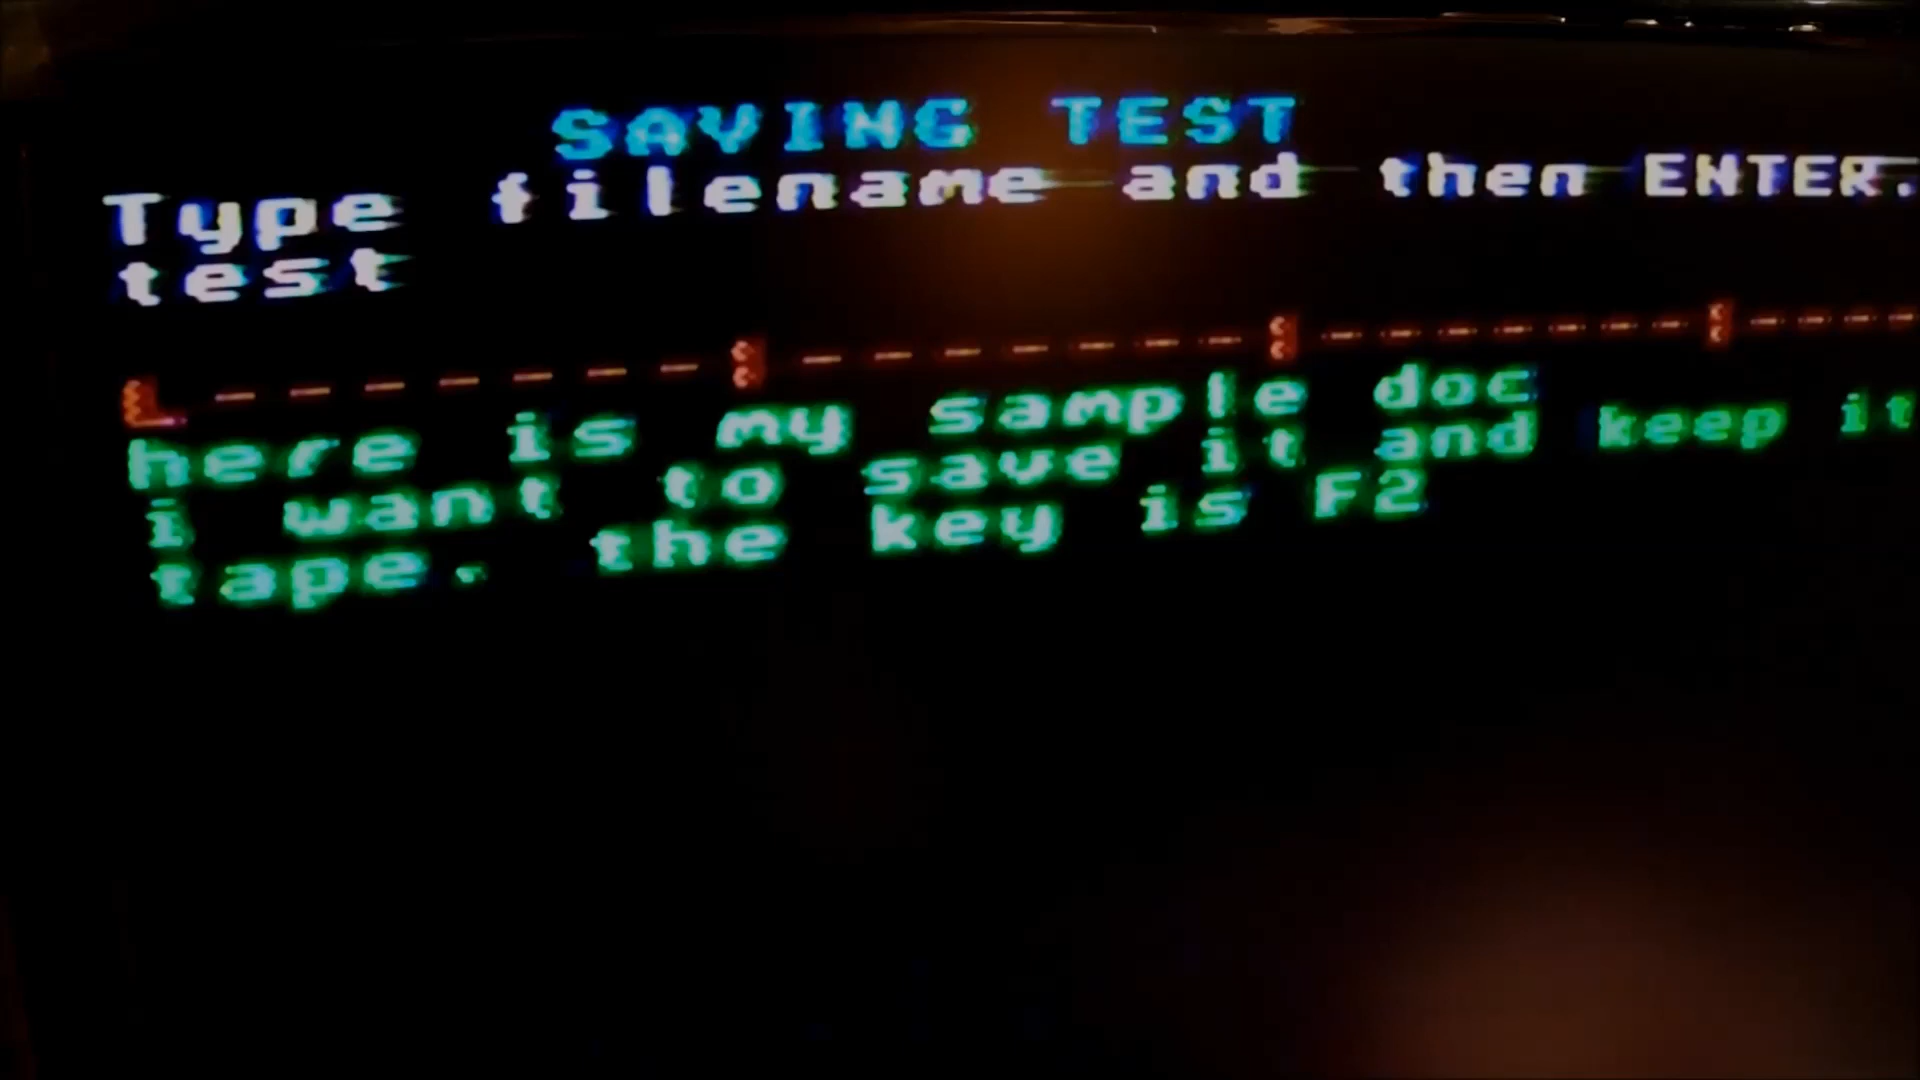 SAVING TEST
Type filename and then ENTER.
test
here is my sample doc
i want to save it and keep it
tape. the key is F2